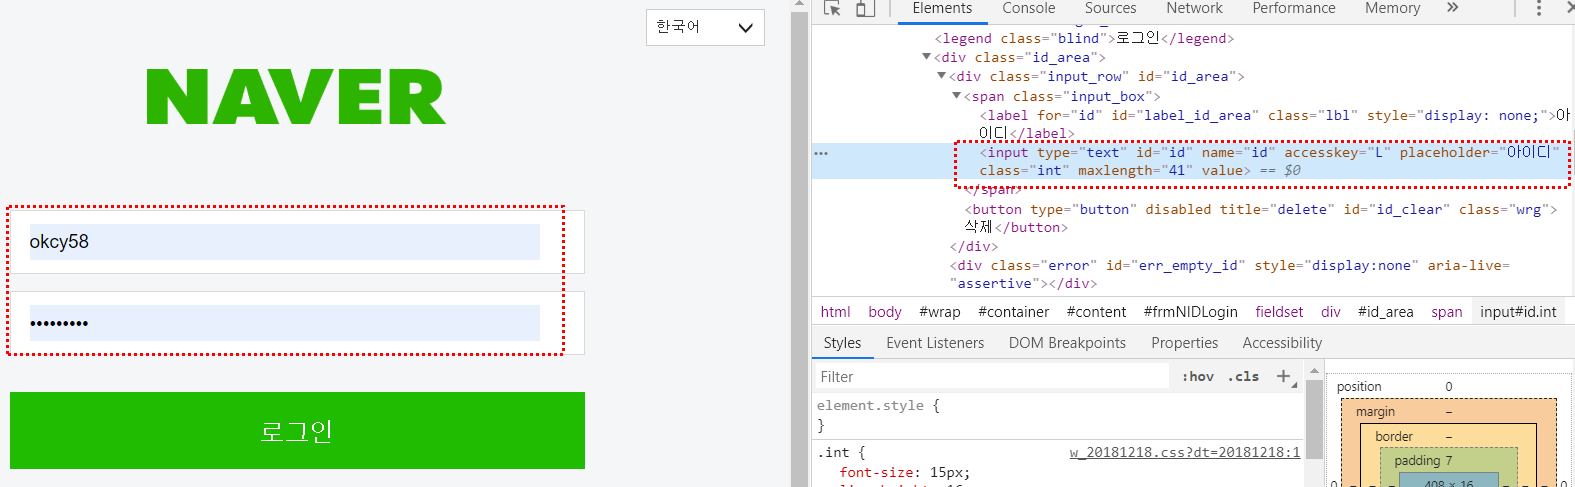 한국어
NAVER
okcy58
•••••••••
로그인
Elements Console Sources Network Performance Memory »
<legend class="blind">로그인</legend>
<div class="id_area">
<div class="input_row" id="id_area">
<span class="input_box">
<label for="id" id="label_id_area" class="lbl" style="display: none;">아
이디</label>
<input type="text" id="id" name="id" accesskey="L" placeholder="아이디"
class="int" maxlength="41" value> == $0
</span>
<button type="button" disabled title="delete" id="id_clear" class="wrg">
삭제</button>
</div>
<div class="error" id="err_empty_id" style="display:none" aria-live=
"assertive"></div>
html body #wrap #container #content #frmNIDLogin fieldset div #id_area span input#id.int
Styles Event Listeners DOM Breakpoints Properties Accessibility
Filter :hov .cls +
element.style {
}
.int { w_20181218.css?dt=20181218:1
font-size: 15px;
position 0
margin –
border –
padding 7
0 408 × 16 0